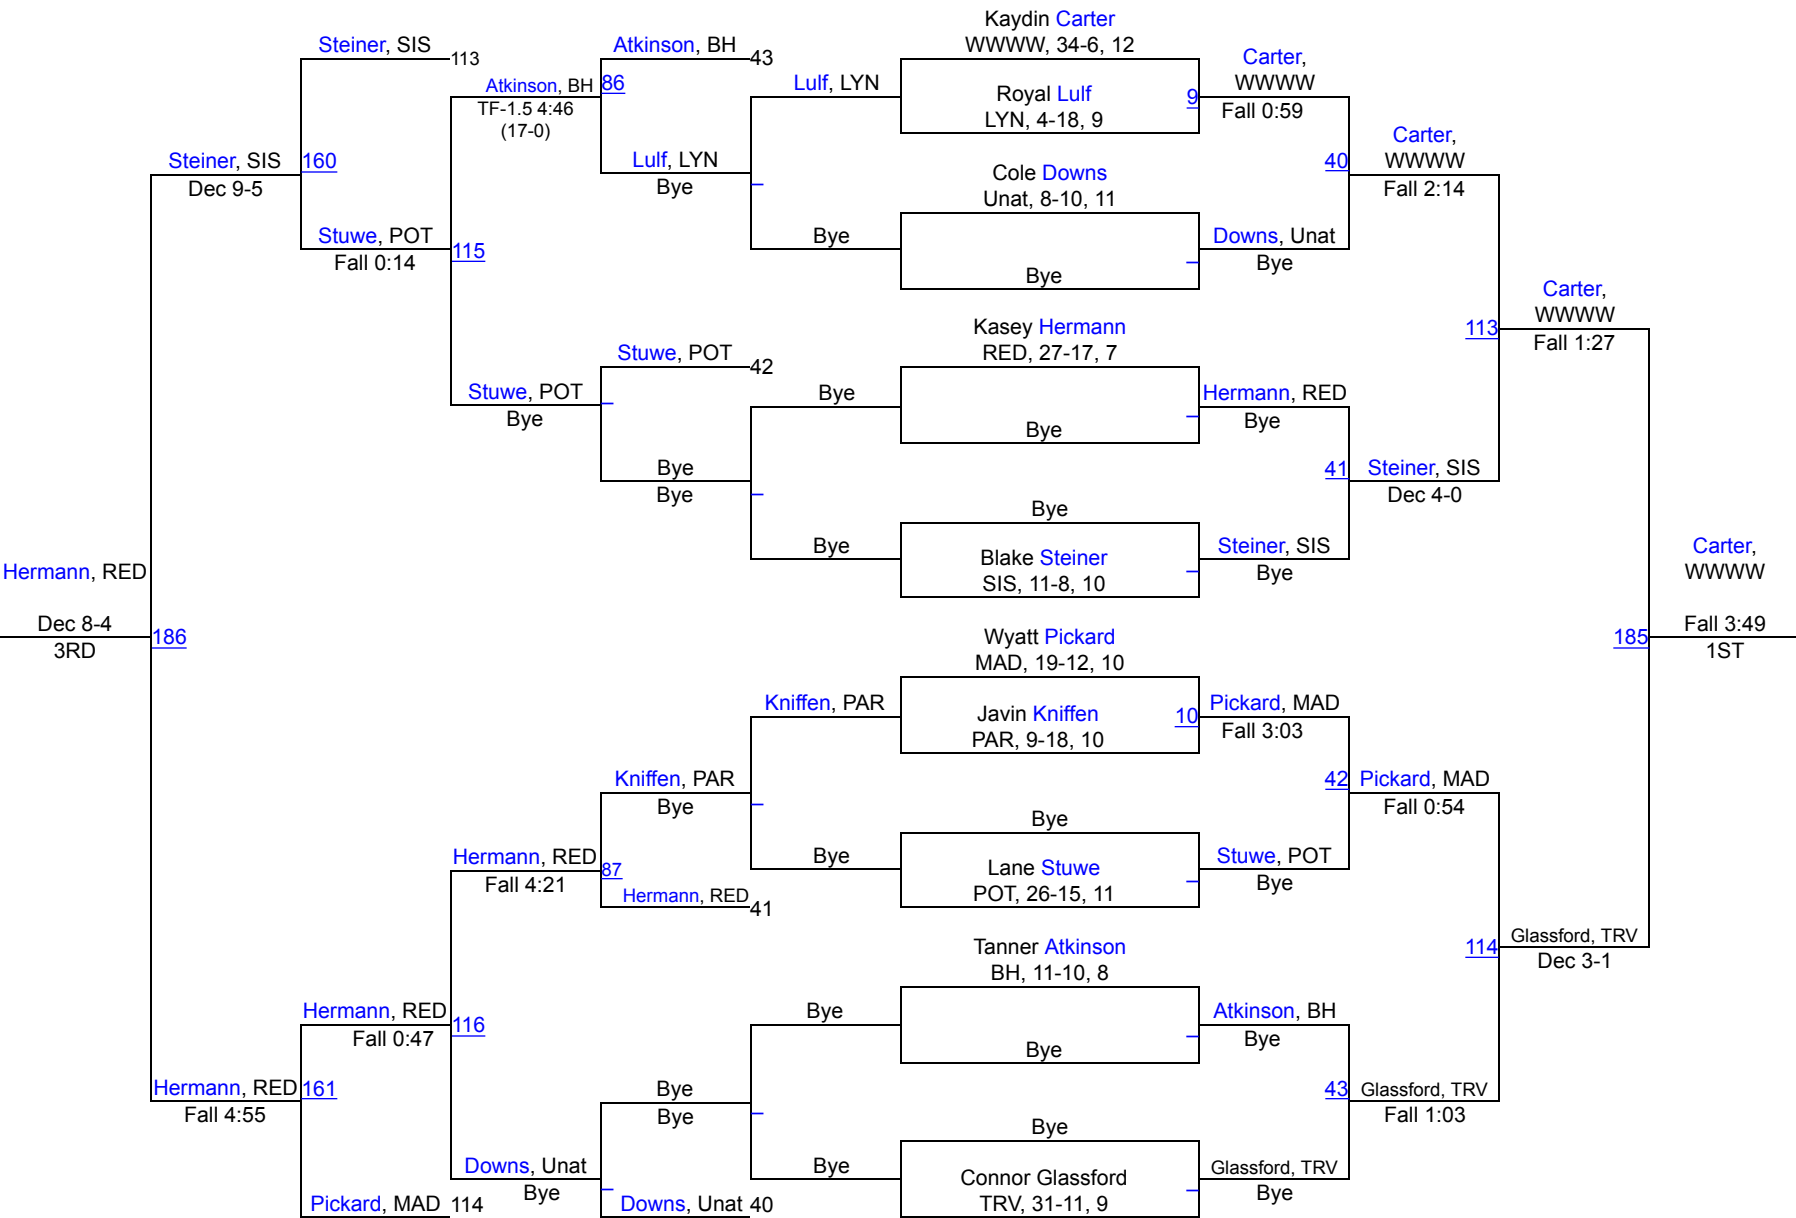 Steiner, SIS
113
Atkinson, BH
TF-1.5 4:46
(17-0)
86
Steiner, SIS
Dec 9-5
160
Stuwe, POT
Fall 0:14
115
Stuwe, POT
Bye
Hermann, RED
Dec 8-4
3RD
186
Hermann, RED
Fall 4:55
161
Hermann, RED
Fall 0:47
116
Pickard, MAD 114
Hermann, RED
Fall 4:21
87
Downs, Unat
Bye
Atkinson, BH
43
Lulf, LYN
Bye
Stuwe, POT
42
Bye
Bye
Kniffen, PAR
Bye
Hermann, RED
41
Bye
Bye
Downs, Unat 40
Lulf, LYN
Bye
Bye
Bye
Kniffen, PAR
Bye
Bye
Bye
Kaydin Carter
WWWW, 34-6, 12
Royal Lulf
LYN, 4-18, 9
9
Cole Downs
Unat, 8-10, 11
Bye
Kasey Hermann
RED, 27-17, 7
Bye
Bye
Blake Steiner
SIS, 11-8, 10
Wyatt Pickard
MAD, 19-12, 10
Javin Kniffen
PAR, 9-18, 10
10
Bye
Lane Stuwe
POT, 26-15, 11
Tanner Atkinson
BH, 11-10, 8
Bye
Bye
Connor Glassford
TRV, 31-11, 9
Carter,
WWWW
Fall 0:59
40
Downs, Unat
Bye
Hermann, RED
Bye
41
Steiner, SIS
Bye
Pickard, MAD
Fall 3:03
42
Stuwe, POT
Bye
Atkinson, BH
Bye
43
Glassford, TRV
Bye
Carter,
WWWW
Fall 2:14
113
Steiner, SIS
Dec 4-0
Pickard, MAD
Fall 0:54
114
Glassford, TRV
Fall 1:03
Carter,
WWWW
Fall 1:27
185
Glassford, TRV
Dec 3-1
Carter,
WWWW
Fall 3:49
1ST